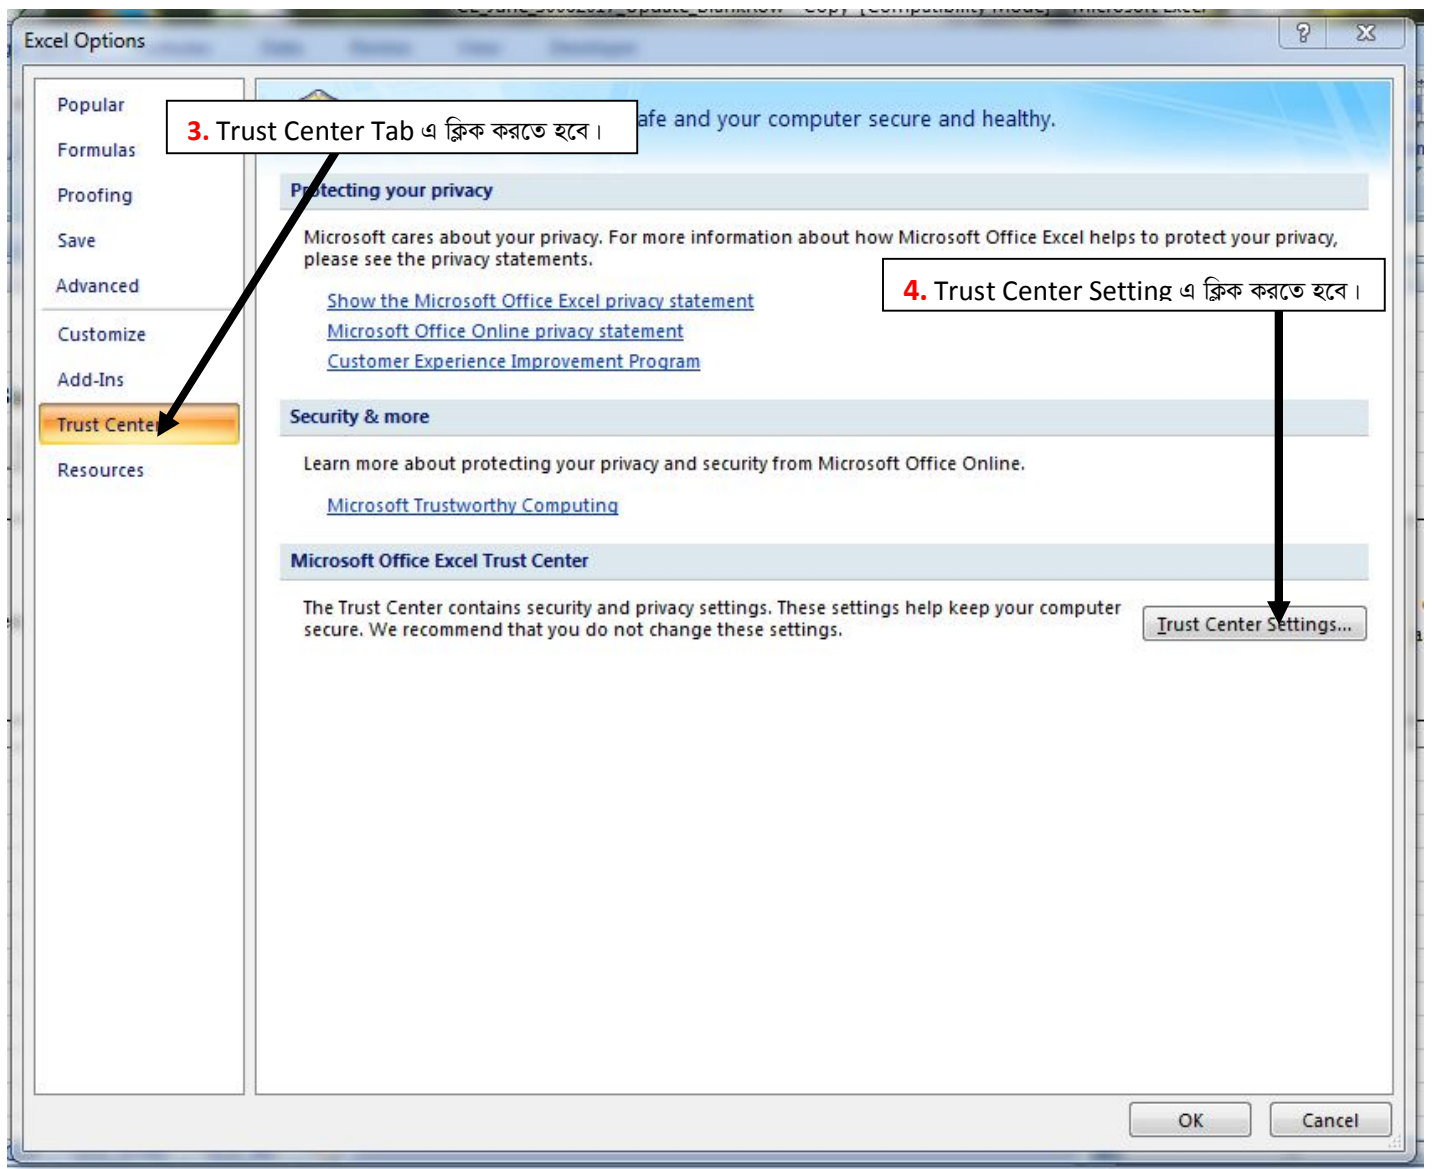 Excel Options
Popular
Formulas
Proofing
Save
Advanced
Customize
Add-Ins
Trust Center
Resources
3. Trust Center Tab এ ক্লিক করতে হবে।
and your computer secure and healthy.
Protecting your privacy
Microsoft cares about your privacy. For more information about how Microsoft Office Excel helps to protect your privacy,
please see the privacy statements.
4. Trust Center Setting এ ক্লিক করতে হবে।
Show the Microsoft Office Excel privacy statement
Microsoft Office Online privacy statement
Customer Experience Improvement Program
Security & more
Learn more about protecting your privacy and security from Microsoft Office Online.
Microsoft Trustworthy Computing
Microsoft Office Excel Trust Center
The Trust Center contains security and privacy settings. These settings help keep your computer
secure. We recommend that you do not change these settings.
Trust Center Settings...
OK
Cancel